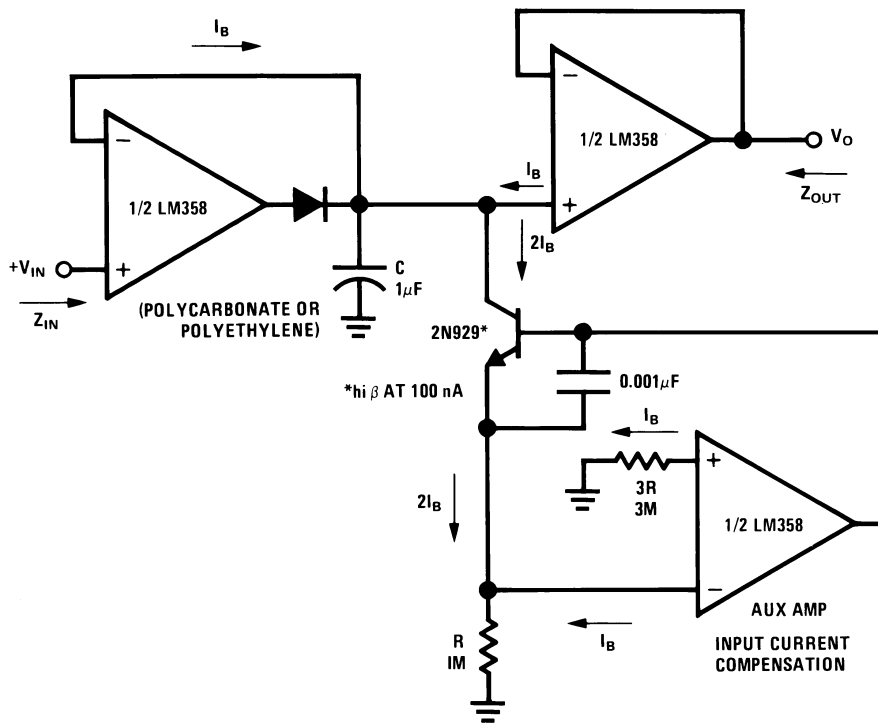 I_B
−
1/2 LM358
+V_IN
+
Z_IN
C
1μF
(POLYCARBONATE OR
POLYETHYLENE)
−
1/2 LM358
+
I_B
V_O
Z_OUT
2I_B
2N929*
*hi β AT 100 nA
0.001μF
I_B
3R
3M
+
1/2 LM358
−
2I_B
R
1M
I_B
AUX AMP
INPUT CURRENT
COMPENSATION